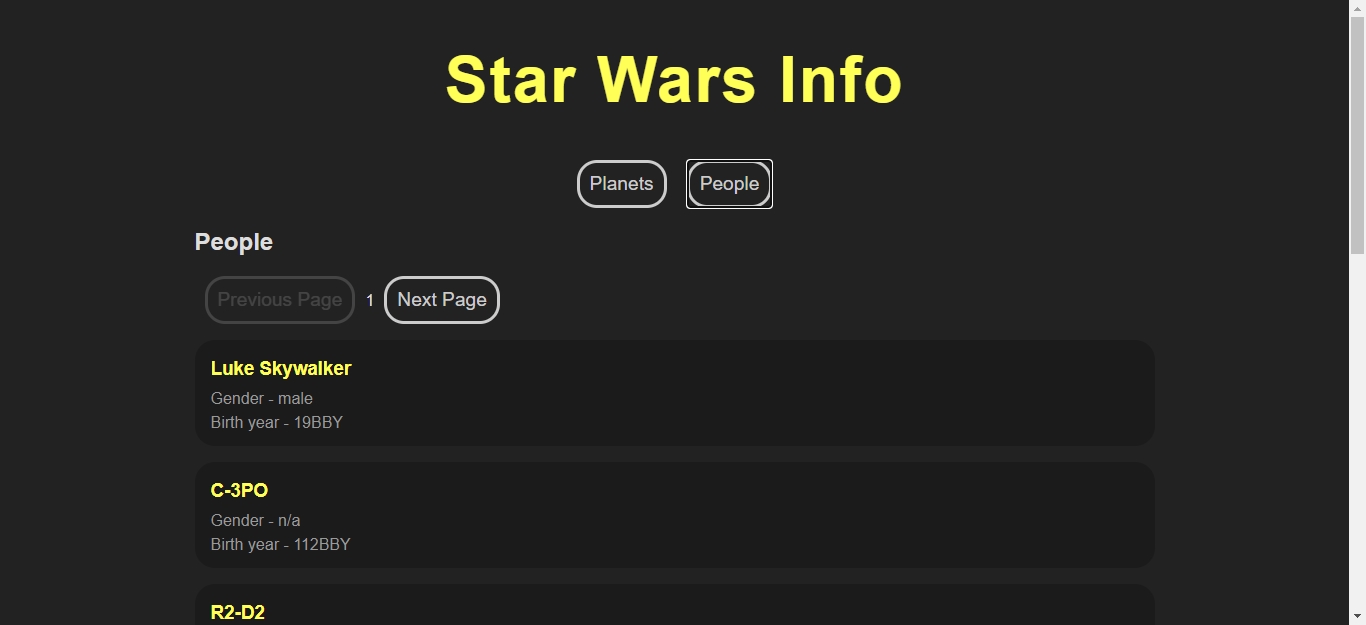 Star Wars Info
Planets People
People
Previous Page 1 Next Page
Luke Skywalker
Gender - male
Birth year - 19BBY
C-3PO
Gender - n/a
Birth year - 112BBY
R2-D2